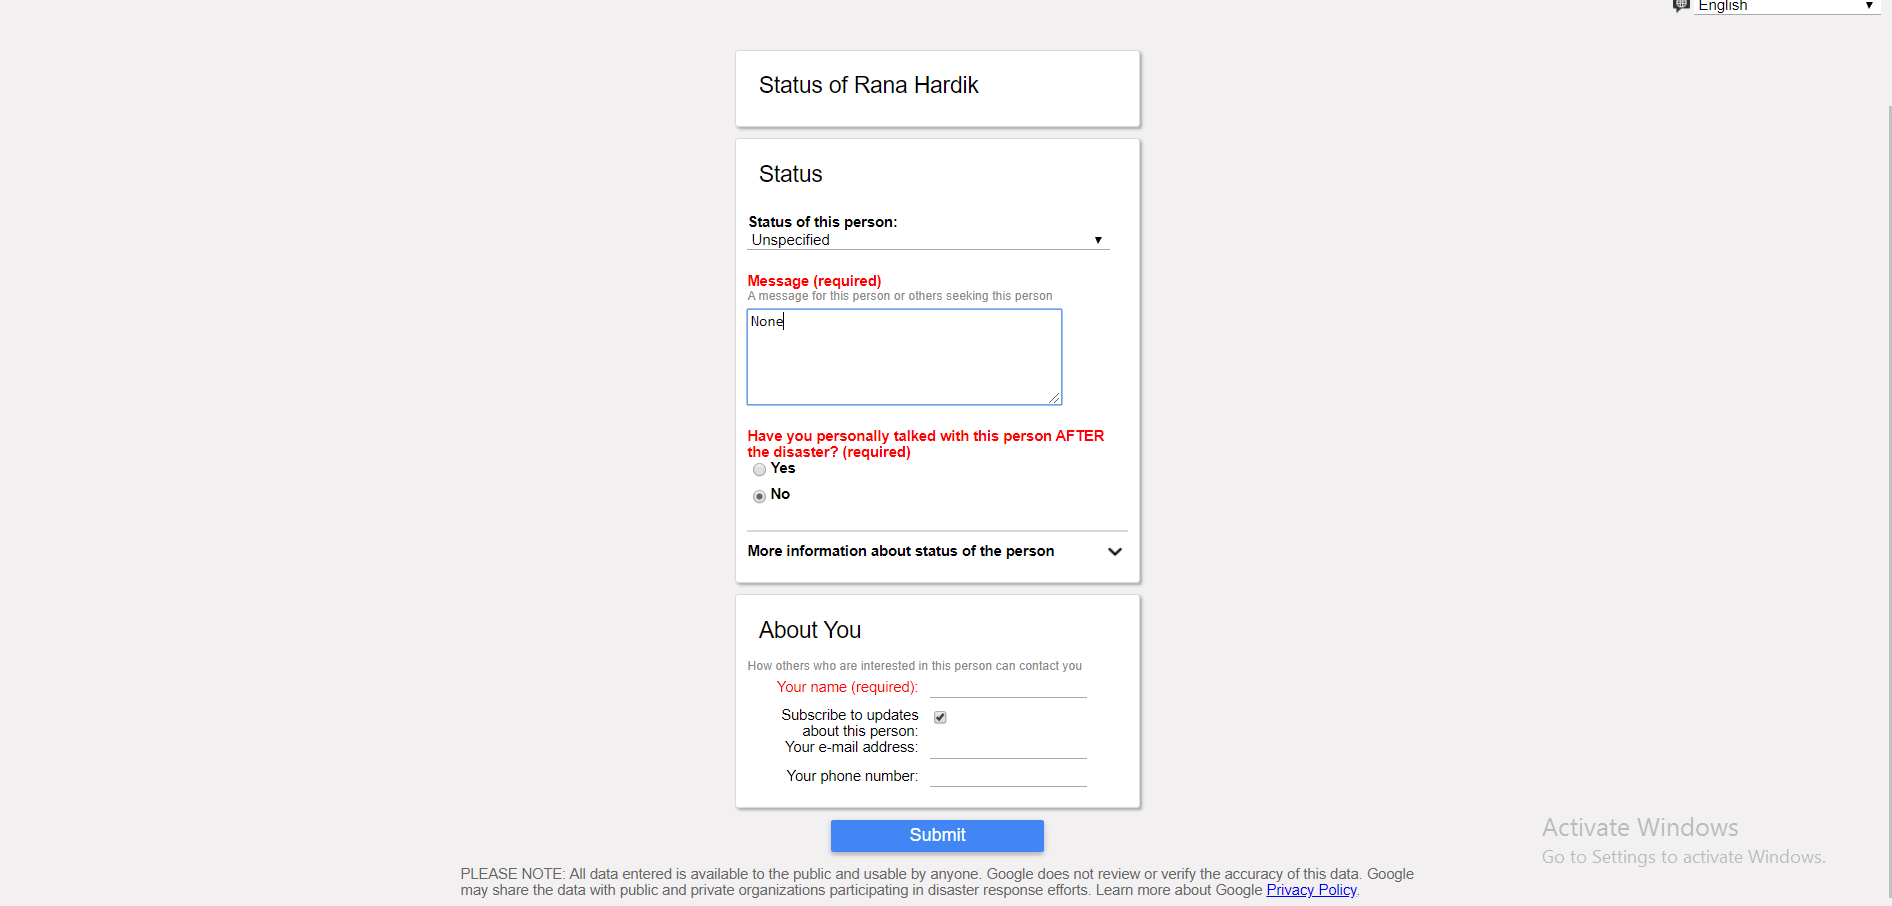 English
Status of Rana Hardik
Status
Status of this person:
Unspecified
Message (required)
A message for this person or others seeking this person
None
Have you personally talked with this person AFTER
the disaster? (required)
Yes
No
More information about status of the person
About You
How others who are interested in this person can contact you
Your name (required):
Subscribe to updates
about this person:
Your e-mail address:
Your phone number:
Submit
Activate Windows
Go to Settings to activate Windows.
PLEASE NOTE: All data entered is available to the public and usable by anyone. Google does not review or verify the accuracy of this data. Google
may share the data with public and private organizations participating in disaster response efforts. Learn more about Google Privacy Policy.